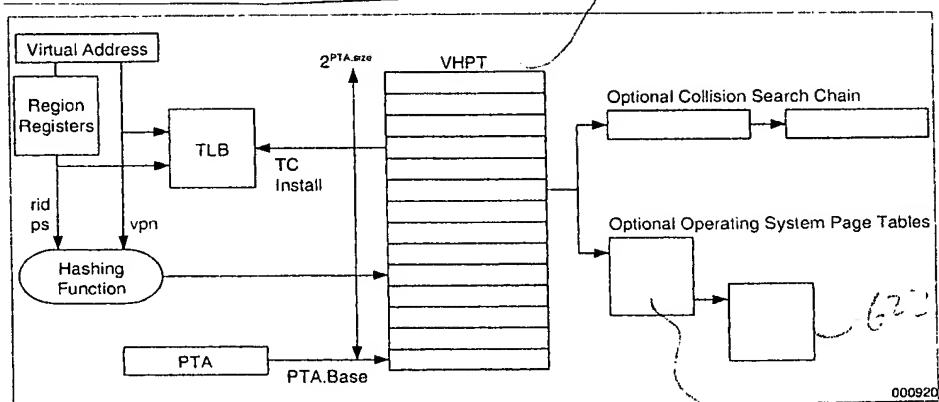 Virtual Address
Region
Registers
TLB
2^PTA.size
VHPT
TC
Install
rid
ps
vpn
Hashing
Function
PTA
PTA.Base
Optional Collision Search Chain
Optional Operating System Page Tables
000920